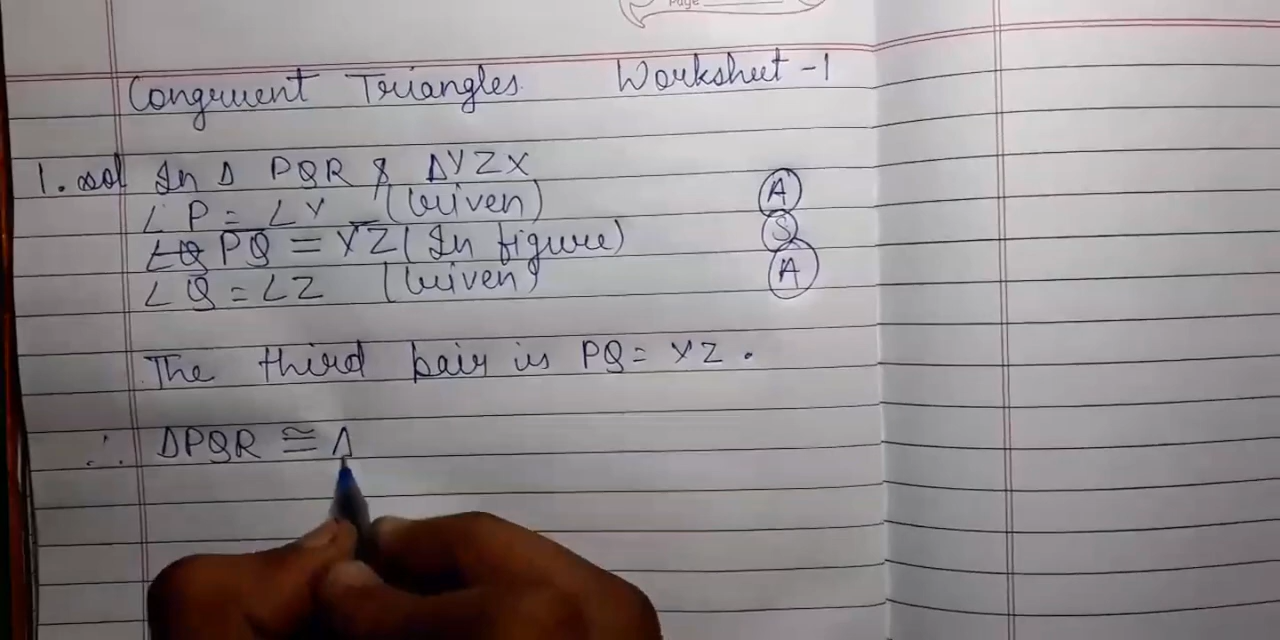 Page
Congruent Triangles. Worksheet-1
1. sol In Δ PQR & ΔYZX
∠P = ∠Y (Given) A
∠Q PQ = YZ (In figure) S
∠Q = ∠Z (Given) A
The third pair is PQ = YZ.
∴ ΔPQR ≅ Δ